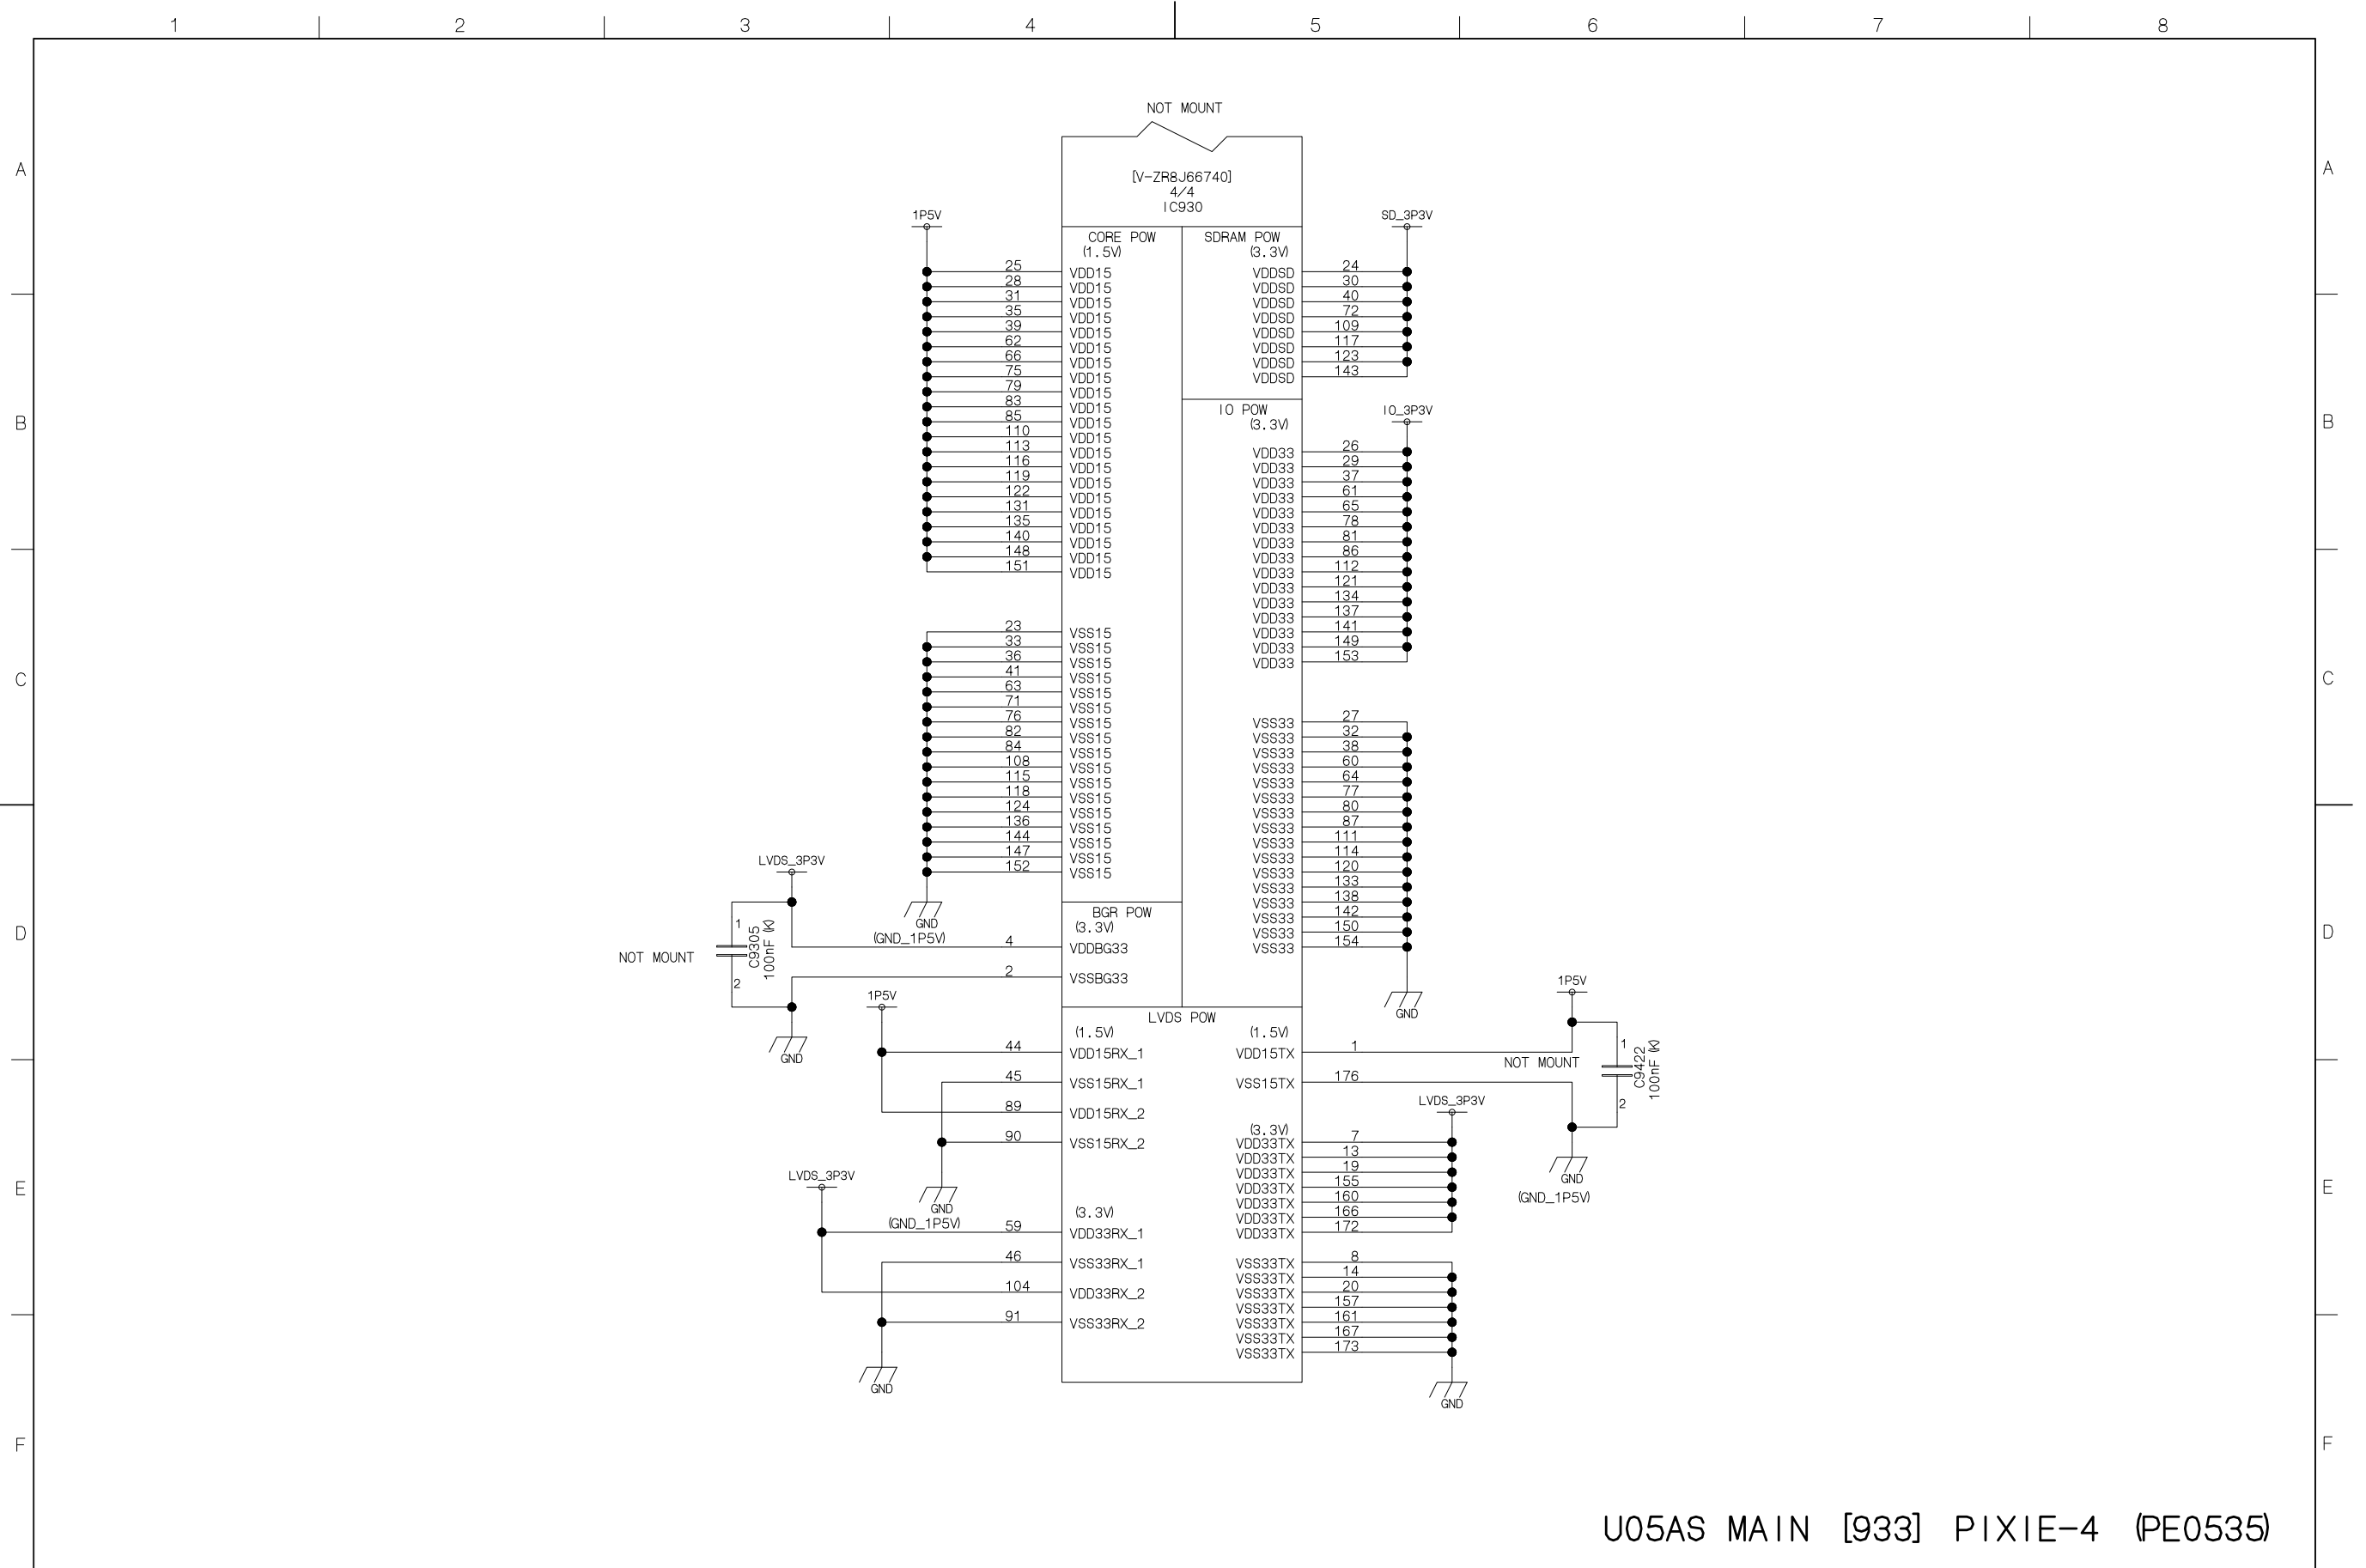 1 2 3 4 5 6 7 8
NOT MOUNT
A A
[V-ZR8J66740]
4/4
IC930
1P5V SD_3P3V
CORE POW SDRAM POW
(1.5V) (3.3V)
25 VDD15 VDDSD 24
28 VDD15 VDDSD 30
31 VDD15 VDDSD 40
35 VDD15 VDDSD 72
39 VDD15 VDDSD 109
62 VDD15 VDDSD 117
66 VDD15 VDDSD 123
75 VDD15 VDDSD 143
79 VDD15
83 VDD15 IO POW IO_3P3V
B 85 VDD15 (3.3V) B
110 VDD15
113 VDD15 VDD33 26
116 VDD15 VDD33 29
119 VDD15 VDD33 37
122 VDD15 VDD33 61
131 VDD15 VDD33 65
135 VDD15 VDD33 78
140 VDD15 VDD33 81
148 VDD15 VDD33 86
151 VDD15 VDD33 112
VDD33 121
VDD33 134
VDD33 137
23 VSS15 VDD33 141
33 VSS15 VDD33 149
36 VSS15 VDD33 153
C 41 VSS15 C
63 VSS15
71 VSS15
76 VSS15 VSS33 27
82 VSS15 VSS33 32
84 VSS15 VSS33 38
108 VSS15 VSS33 60
115 VSS15 VSS33 64
118 VSS15 VSS33 77
124 VSS15 VSS33 80
136 VSS15 VSS33 87
144 VSS15 VSS33 111
147 VSS15 VSS33 114
LVDS_3P3V 152 VSS15 VSS33 120
VSS33 133
VSS33 138
BGR POW VSS33 142
GND (3.3V) VSS33 150
D (GND_1P5V) 4 VDDBG33 VSS33 154 D
NOT MOUNT 1 2 C9305 100nF (K)
2 VSSBG33
1P5V GND 1P5V
LVDS POW
(1.5V) (1.5V)
GND
44 VDD15RX_1 VDD15TX 1
NOT MOUNT 1 2 C9422 100nF (K)
45 VSS15RX_1 VSS15TX 176
89 VDD15RX_2 LVDS_3P3V
(3.3V)
90 VSS15RX_2 VDD33TX 7
VDD33TX 13
LVDS_3P3V VDD33TX 19
E VDD33TX 155 GND E
GND VDD33TX 160 (GND_1P5V)
(GND_1P5V) (3.3V) VDD33TX 166
59 VDD33RX_1 VDD33TX 172
46 VSS33RX_1 VSS33TX 8
VSS33TX 14
104 VDD33RX_2 VSS33TX 20
VSS33TX 157
91 VSS33RX_2 VSS33TX 161
VSS33TX 167
VSS33TX 173
GND GND
F F
U05AS MAIN [933] PIXIE-4 (PE0535)